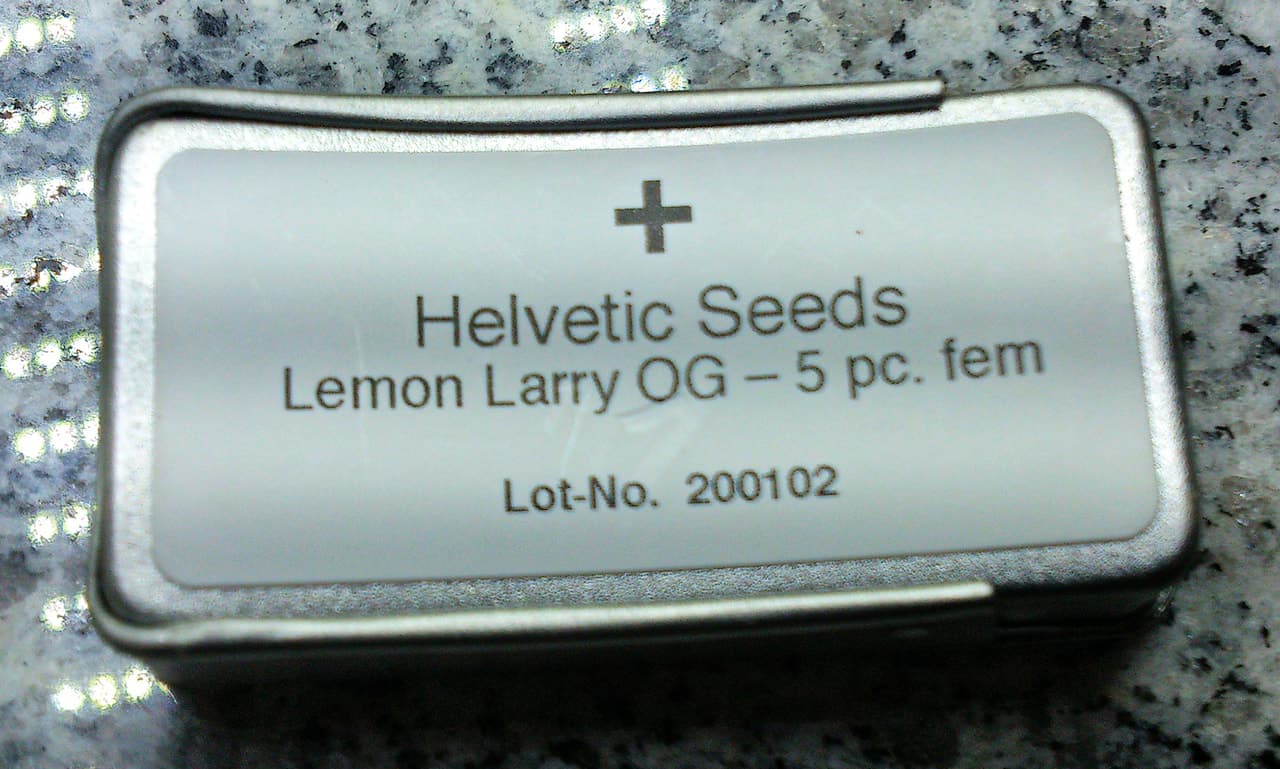 Helvetic Seeds
Lemon Larry OG – 5 pc. fem
Lot-No. 200102